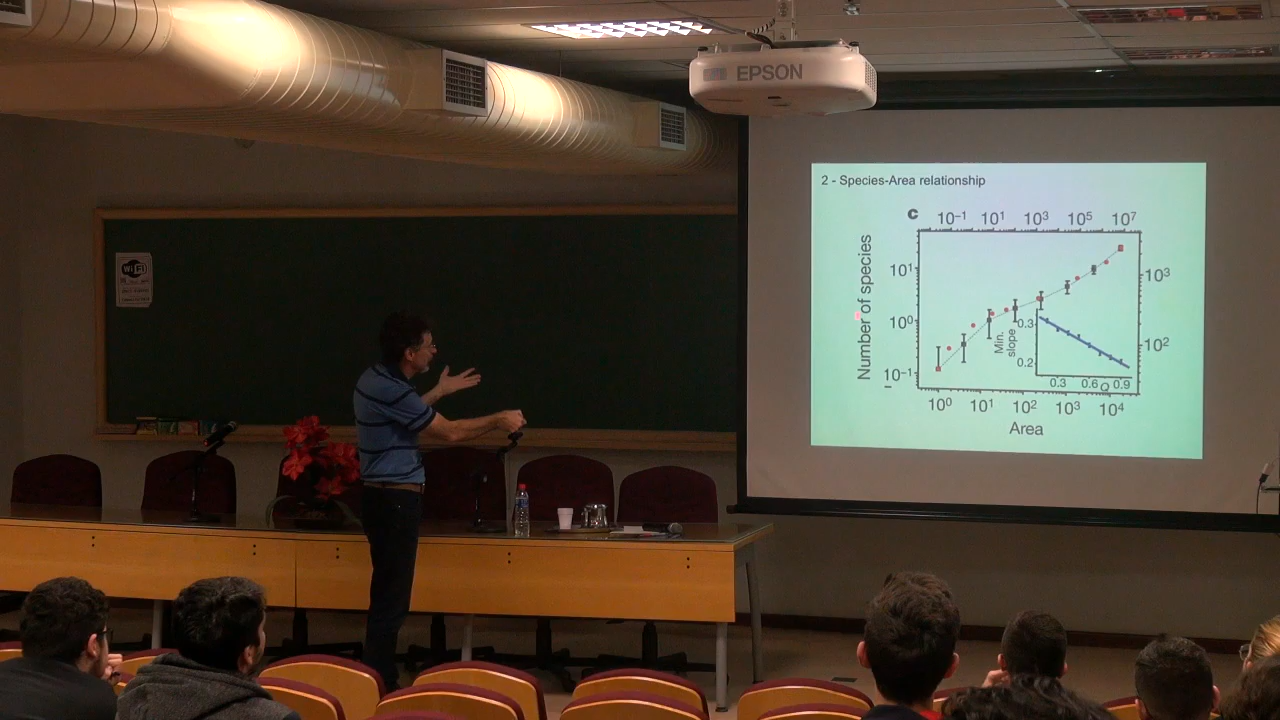 EPSON
2 - Species-Area relationship
c
10⁻¹ 10¹ 10³ 10⁵ 10⁷
Number of species
10¹
10⁰
10⁻¹
10³
10²
Min.
slope
0.3
0.2
0.3 0.6 Q 0.9
10⁰ 10¹ 10² 10³ 10⁴
Area
Wi Fi